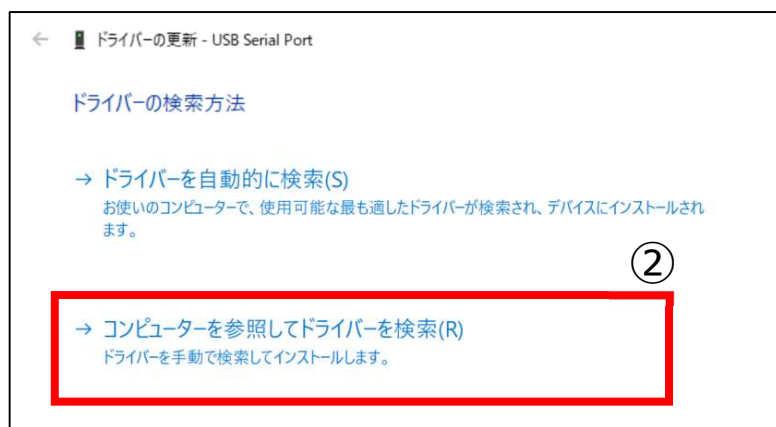 ← ドライバーの更新 - USB Serial Port
ドライバーの検索方法
→ ドライバーを自動的に検索(S)
お使いのコンピューターで、使用可能な最も適したドライバーが検索され、デバイスにインストールされ
ます。
②
→ コンピューターを参照してドライバーを検索(R)
ドライバーを手動で検索してインストールします。